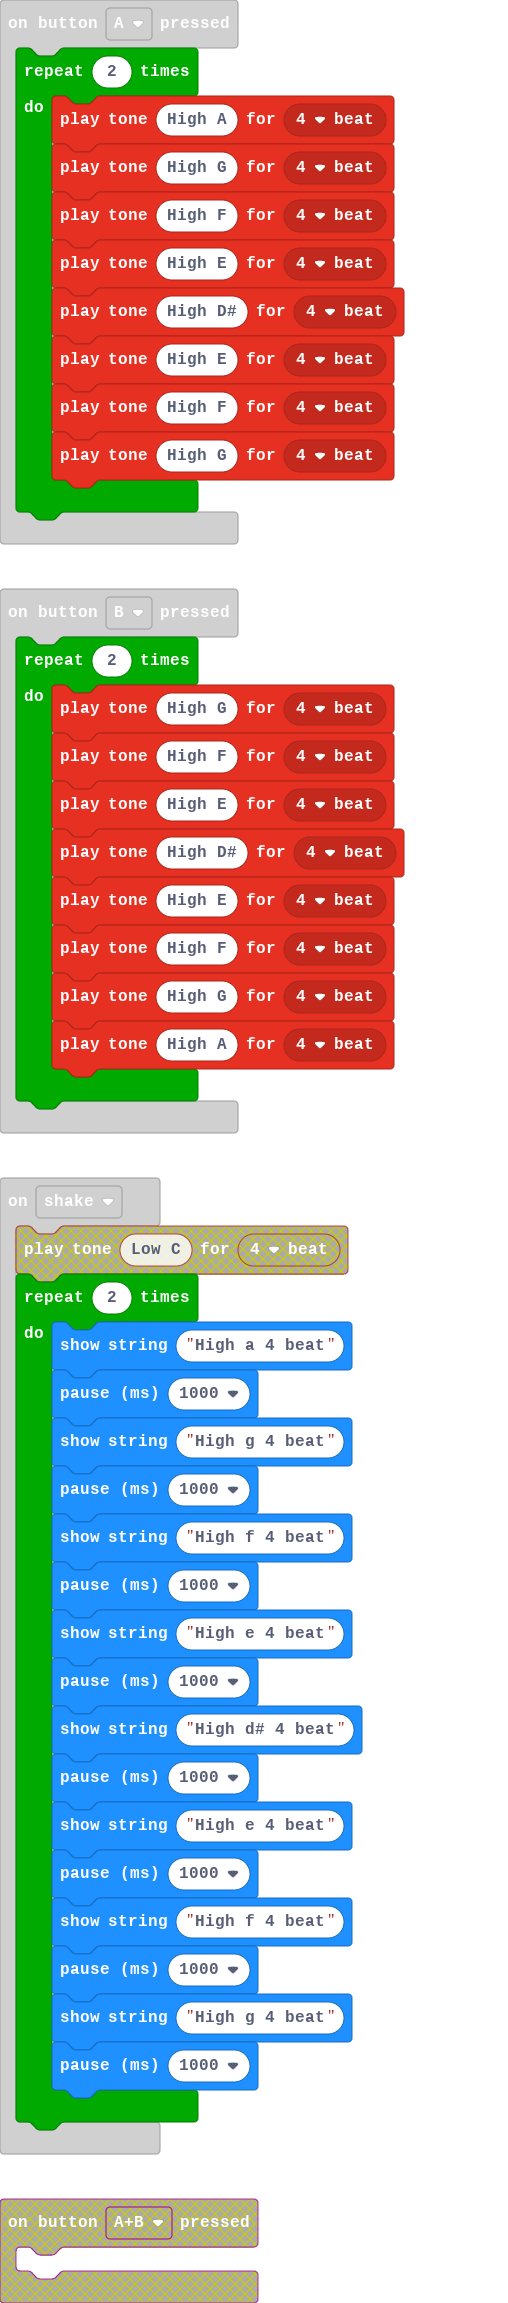 on button A pressed
repeat 2 times
do
play tone High A for 4 beat
play tone High G for 4 beat
play tone High F for 4 beat
play tone High E for 4 beat
play tone High D# for 4 beat
play tone High E for 4 beat
play tone High F for 4 beat
play tone High G for 4 beat
on button B pressed
repeat 2 times
do
play tone High G for 4 beat
play tone High F for 4 beat
play tone High E for 4 beat
play tone High D# for 4 beat
play tone High E for 4 beat
play tone High F for 4 beat
play tone High G for 4 beat
play tone High A for 4 beat
on shake
play tone Low C for 4 beat
repeat 2 times
do
show string "High a 4 beat"
pause (ms) 1000
show string "High g 4 beat"
pause (ms) 1000
show string "High f 4 beat"
pause (ms) 1000
show string "High e 4 beat"
pause (ms) 1000
show string "High d# 4 beat"
pause (ms) 1000
show string "High e 4 beat"
pause (ms) 1000
show string "High f 4 beat"
pause (ms) 1000
show string "High g 4 beat"
pause (ms) 1000
on button A+B pressed